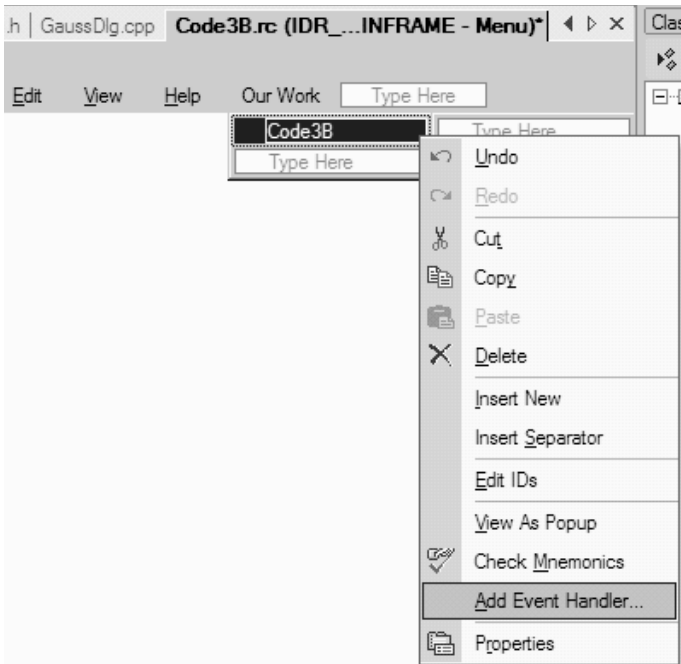 .h GaussDlg.cpp Code3B.rc (IDR_...INFRAME - Menu)* Clas
Edit View Help Our Work Type Here
Code3B Type Here
Type Here
Undo
Redo
Cut
Copy
Paste
Delete
Insert New
Insert Separator
Edit IDs
View As Popup
Check Mnemonics
Add Event Handler...
Properties